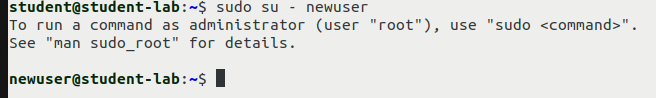 student@student-lab:~$ sudo su - newuser
To run a command as administrator (user "root"), use "sudo <command>".
See "man sudo_root" for details.
newuser@student-lab:~$